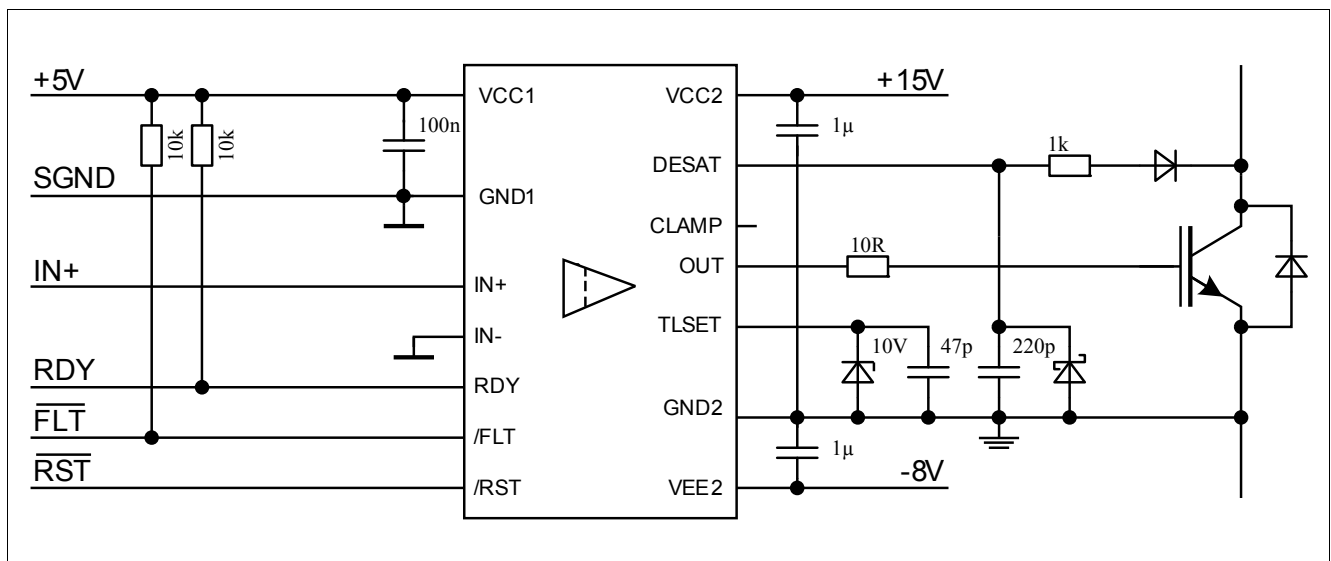 +5V
VCC1
VCC2
+15V
10k
10k
100n
1µ
1k
DESAT
SGND
GND1
CLAMP
10R
OUT
IN+
IN+
TLSET
IN-
10V
47p
220p
RDY
RDY
GND2
FLT
/FLT
1µ
RST
/RST
VEE2
-8V